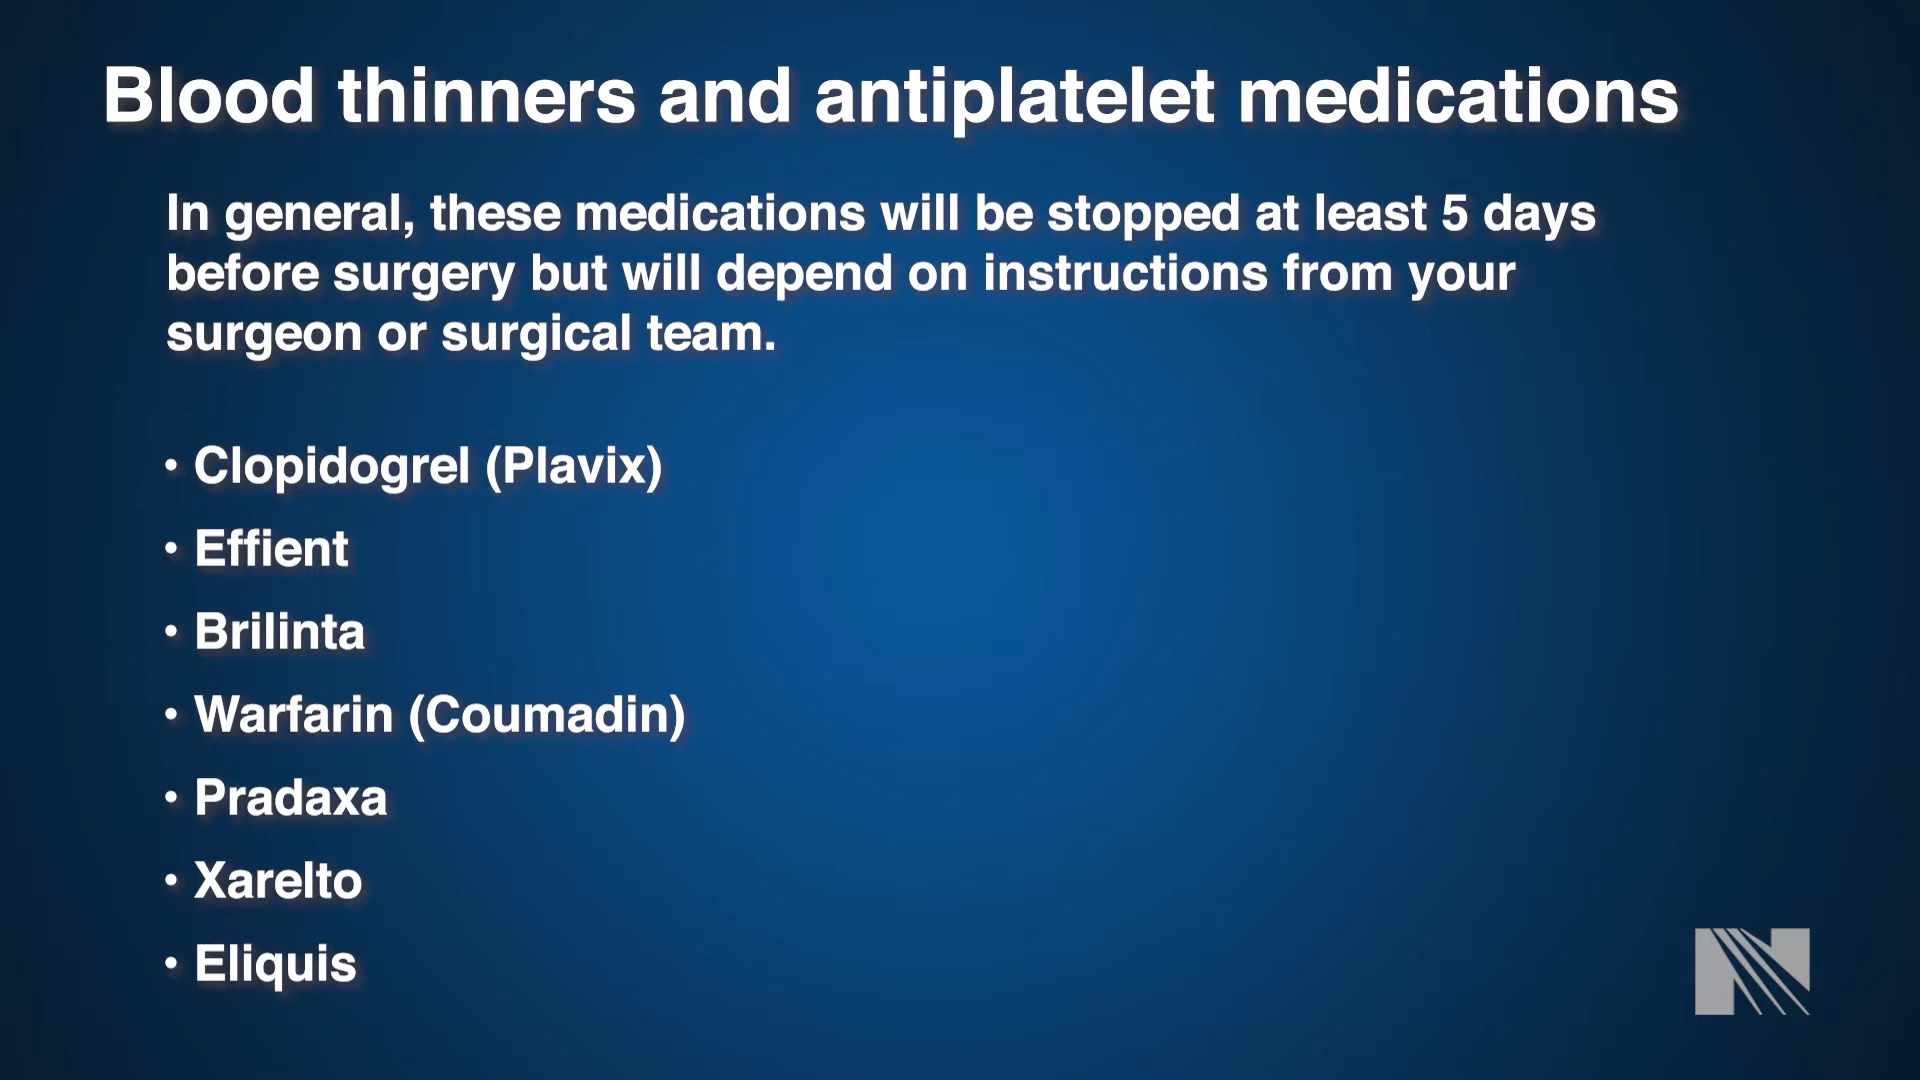 Blood thinners and antiplatelet medications
In general, these medications will be stopped at least 5 days
before surgery but will depend on instructions from your
surgeon or surgical team.
• Clopidogrel (Plavix)
• Effient
• Brilinta
• Warfarin (Coumadin)
• Pradaxa
• Xarelto
• Eliquis
N